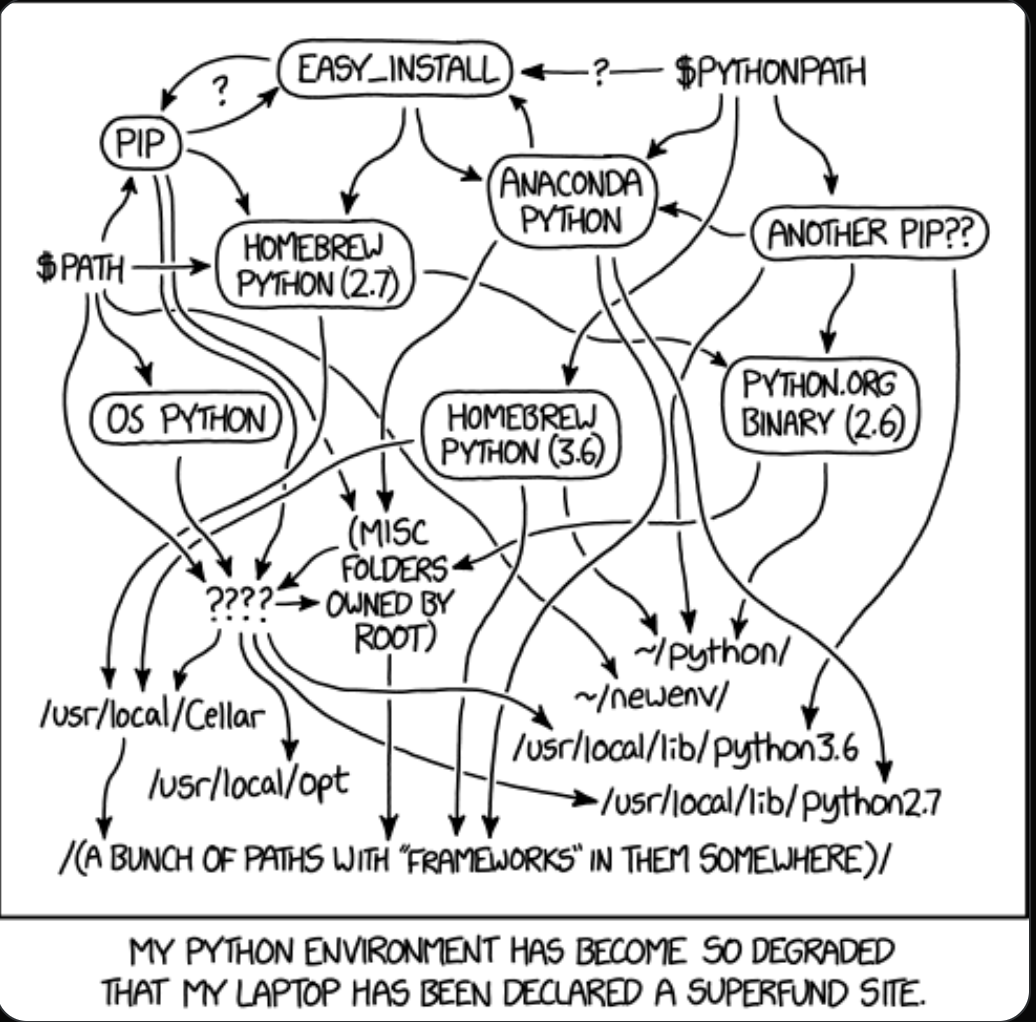 EASY_INSTALL
?
$PYTHONPATH
?
PIP
ANACONDA
PYTHON
ANOTHER PIP??
$PATH
HOMEBREW
PYTHON (2.7)
OS PYTHON
HOMEBREW
PYTHON (3.6)
PYTHON.ORG
BINARY (2.6)
(MISC
FOLDERS
OWNED BY
ROOT)
????
~/python/
~/newenv/
/usr/local/Cellar
/usr/local/lib/python3.6
/usr/local/opt
/usr/local/lib/python2.7
/(A BUNCH OF PATHS WITH "FRAMEWORKS" IN THEM SOMEWHERE)/
MY PYTHON ENVIRONMENT HAS BECOME SO DEGRADED
THAT MY LAPTOP HAS BEEN DECLARED A SUPERFUND SITE.